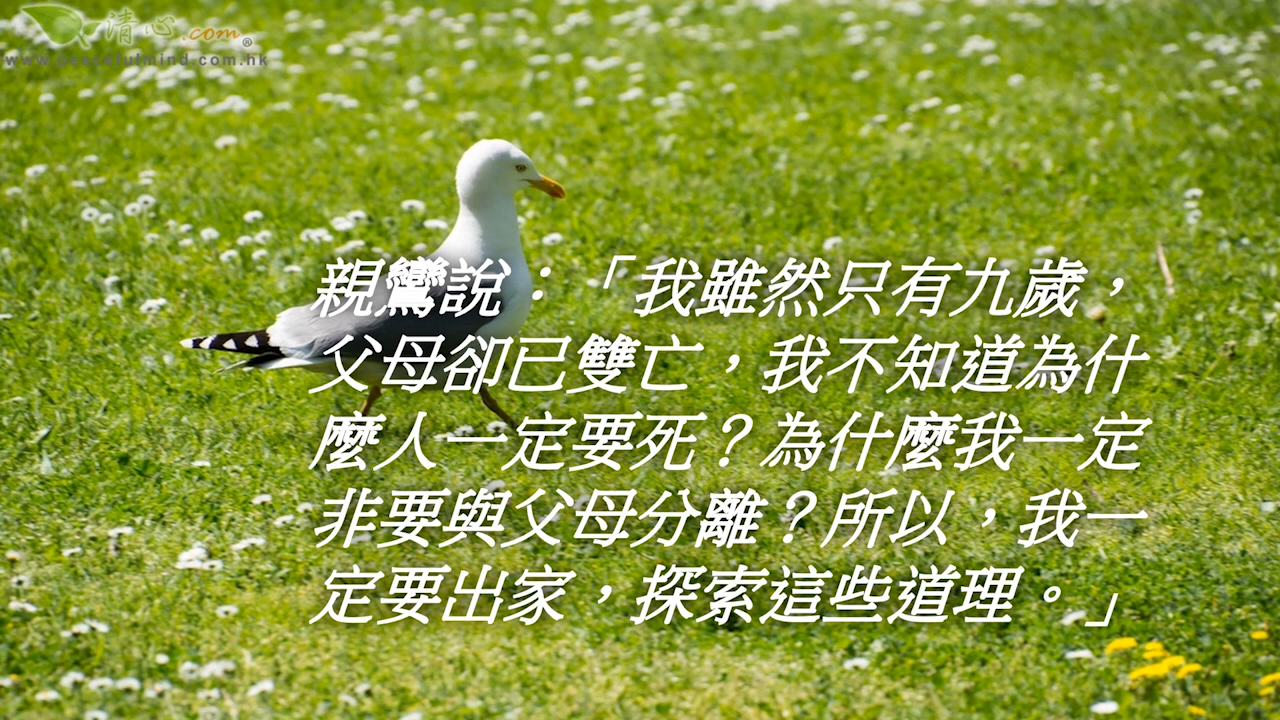 清心.com®
www.peacefulmind.com.hk
親鸞說：「我雖然只有九歲，
父母卻已雙亡，我不知道為什
麼人一定要死？為什麼我一定
非要與父母分離？所以，我一
定要出家，探索這些道理。」